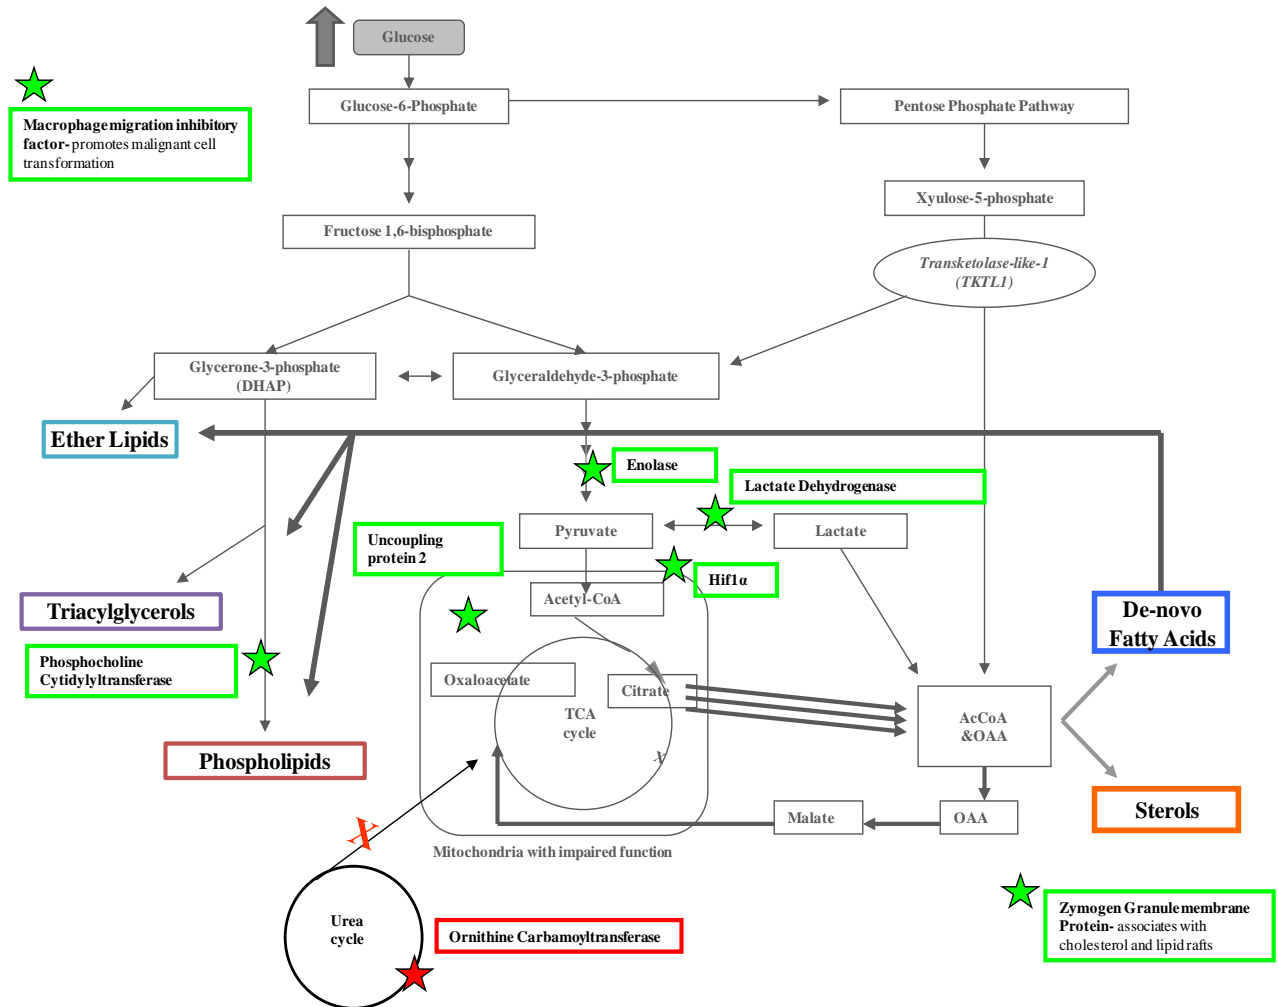 Glucose
Glucose-6-Phosphate
Pentose Phosphate Pathway
Macrophage migration inhibitory
factor- promotes malignant cell
transformation
Xyulose-5-phosphate
Fructose 1,6-bisphosphate
Transketolase-like-1
(TKTL1)
Glycerone-3-phosphate
(DHAP)
Glyceraldehyde-3-phosphate
Ether Lipids
Enolase
Lactate Dehydrogenase
Pyruvate
Lactate
Uncoupling
protein 2
Hif1α
Acetyl-CoA
Triacylglycerols
De-novo
Fatty Acids
Phosphocholine
Cytidylyltransferase
Oxaloacetate
Citrate
TCA
cycle
X
AcCoA
&OAA
Phospholipids
Sterols
Malate
OAA
X
Mitochondria with impaired function
Urea
cycle
Ornithine Carbamoyltransferase
Zymogen Granule membrane
Protein- associates with
cholesterol and lipid rafts